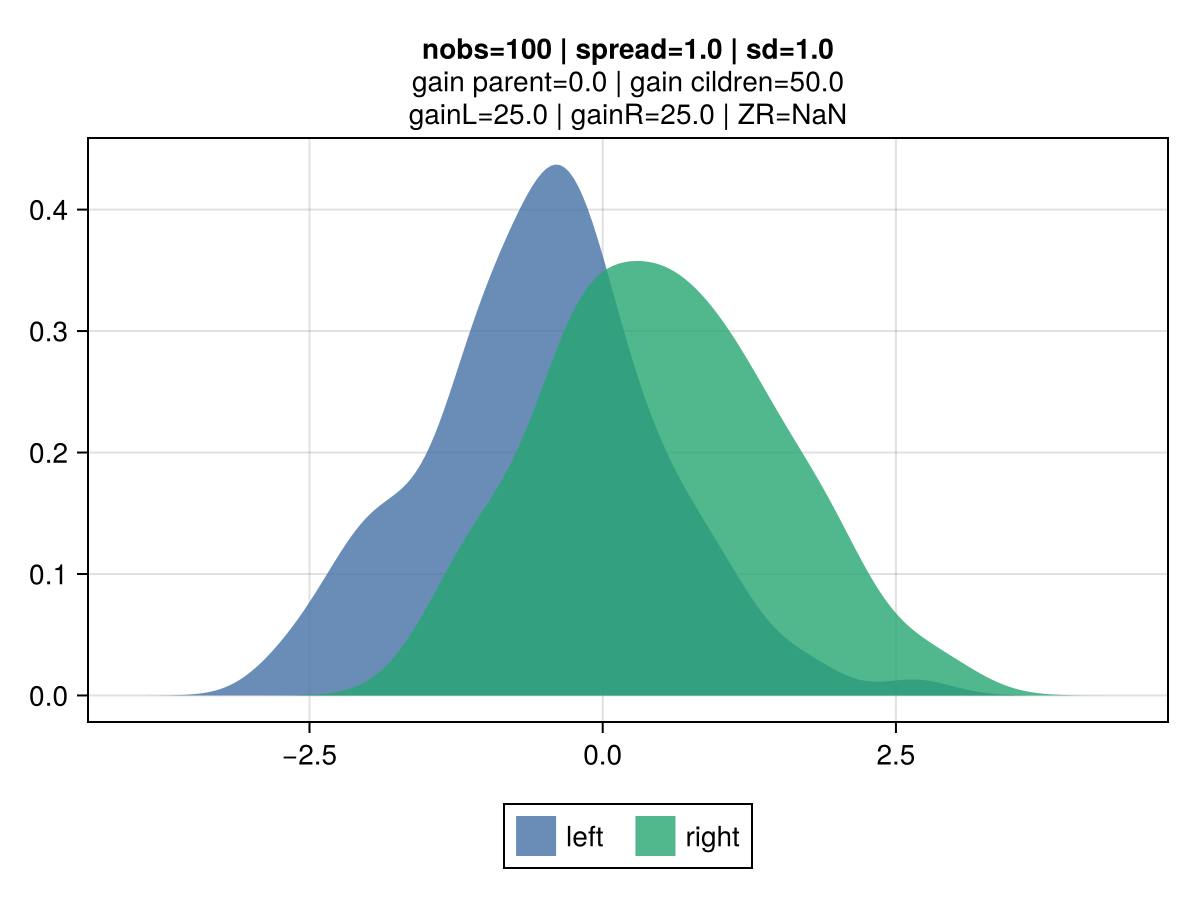 nobs=100 | spread=1.0 | sd=1.0
gain parent=0.0 | gain cildren=50.0
gainL=25.0 | gainR=25.0 | ZR=NaN
0.4
0.3
0.2
0.1
0.0
−2.5 0.0 2.5
left right